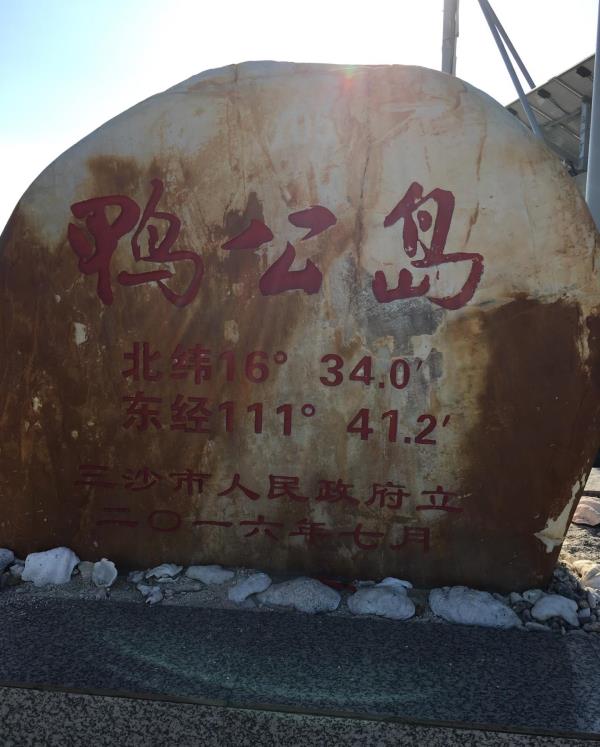 鸭公岛
北纬16° 34.0′
东经111° 41.2′
三沙市人民政府立
二〇一六年七月